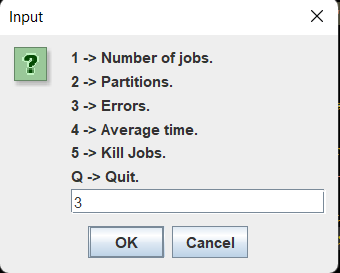 Input
1 -> Number of jobs.
2 -> Partitions.
3 -> Errors.
4 -> Average time.
5 -> Kill Jobs.
Q -> Quit.
3
OK Cancel